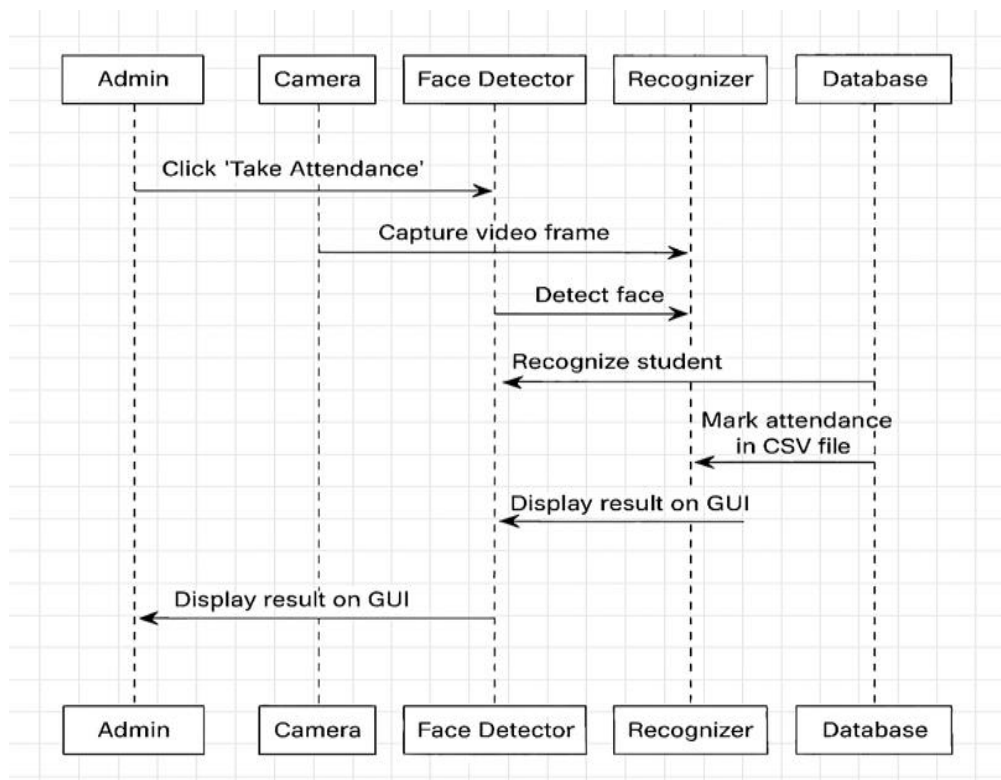 Admin
Camera
Face Detector
Recognizer
Database
Click 'Take Attendance'
Capture video frame
Detect face
Recognize student
Mark attendance
in CSV file
Display result on GUI
Display result on GUI
Admin
Camera
Face Detector
Recognizer
Database